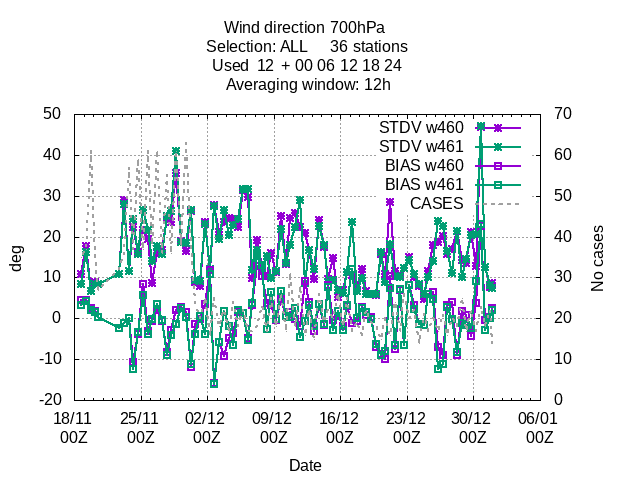 Wind direction 700hPa
Selection: ALL 36 stations
Used 12 + 00 06 12 18 24
Averaging window: 12h
50 70
STDV w460
STDV w461
40 60
BIAS w460
BIAS w461
30 50
CASES
20 40
deg
No cases
10 30
0 20
-10 10
-20 0
18/11 25/11 02/12 09/12 16/12 23/12 30/12 06/01
00Z 00Z 00Z 00Z 00Z 00Z 00Z 00Z
Date